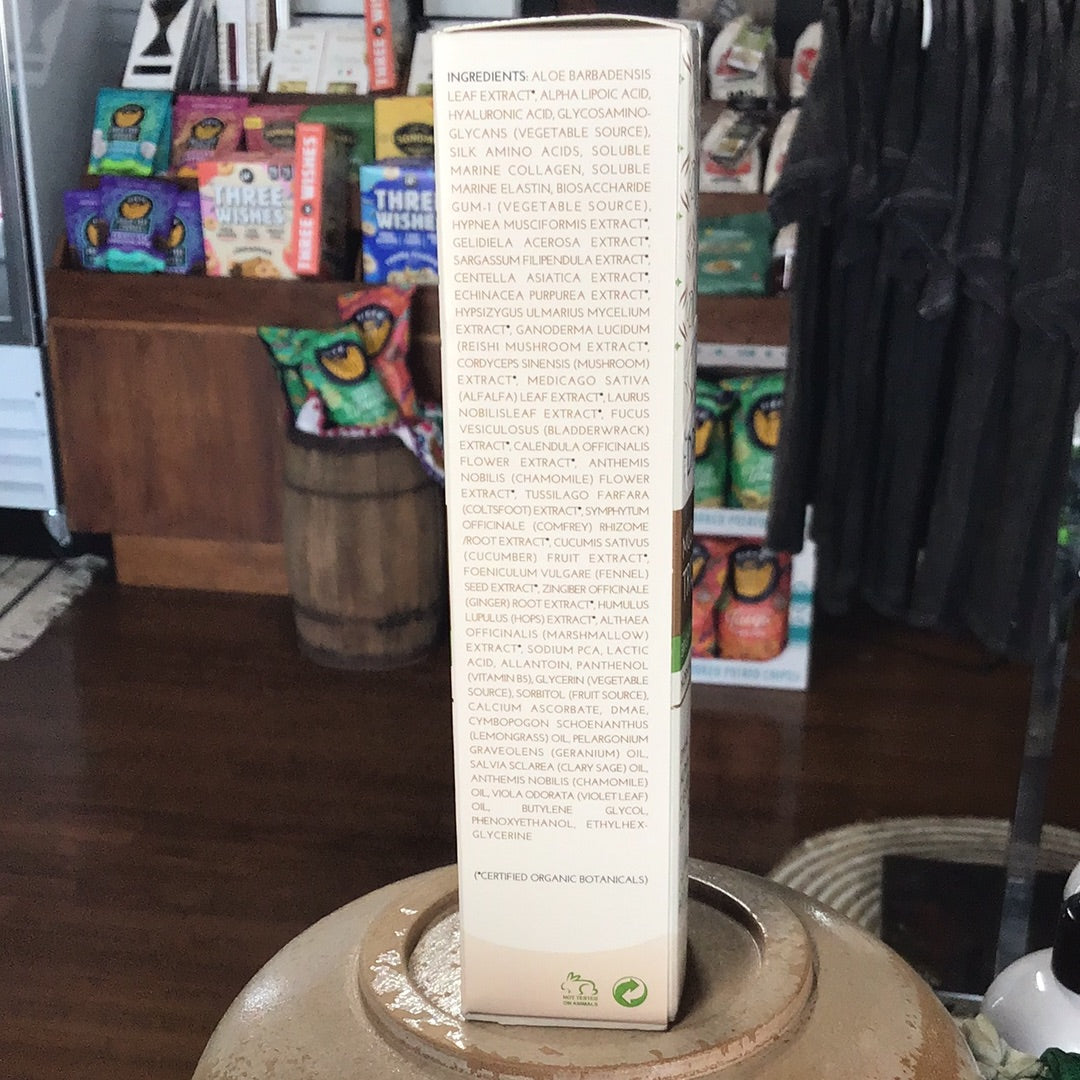 INGREDIENTS: ALOE BARBADENSIS
LEAF EXTRACT*, ALPHA LIPOIC ACID,
HYALURONIC ACID, GLYCOSAMINO-
GLYCANS (VEGETABLE SOURCE),
SILK AMINO ACIDS, SOLUBLE
MARINE COLLAGEN, SOLUBLE
MARINE ELASTIN, BIOSACCHARIDE
GUM-1 (VEGETABLE SOURCE),
HYPNEA MUSCIFORMIS EXTRACT*,
GELIDIELA ACEROSA EXTRACT*,
SARGASSUM FILIPENDULA EXTRACT*,
CENTELLA ASIATICA EXTRACT*,
ECHINACEA PURPUREA EXTRACT*,
HYPSIZYGUS ULMARIUS MYCELIUM
EXTRACT*, GANODERMA LUCIDUM
(REISHI MUSHROOM EXTRACT*,
CORDYCEPS SINENSIS (MUSHROOM)
EXTRACT*, MEDICAGO SATIVA
(ALFALFA) LEAF EXTRACT*, LAURUS
NOBILISLEAF EXTRACT*, FUCUS
VESICULOSUS (BLADDERWRACK)
EXTRACT*, CALENDULA OFFICINALIS
FLOWER EXTRACT*, ANTHEMIS
NOBILIS (CHAMOMILE) FLOWER
EXTRACT*, TUSSILAGO FARFARA
(COLTSFOOT) EXTRACT*, SYMPHYTUM
OFFICINALE (COMFREY) RHIZOME
/ROOT EXTRACT*, CUCUMIS SATIVUS
(CUCUMBER) FRUIT EXTRACT*,
FOENICULUM VULGARE (FENNEL)
SEED EXTRACT*, ZINGIBER OFFICINALE
(GINGER) ROOT EXTRACT*, HUMULUS
LUPULUS (HOPS) EXTRACT*, ALTHAEA
OFFICINALIS (MARSHMALLOW)
EXTRACT*, SODIUM PCA, LACTIC
ACID, ALLANTOIN, PANTHENOL
(VITAMIN B5), GLYCERIN (VEGETABLE
SOURCE), SORBITOL (FRUIT SOURCE),
CALCIUM ASCORBATE, DMAE,
CYMBOPOGON SCHOENANTHUS
(LEMONGRASS) OIL, PELARGONIUM
GRAVEOLENS (GERANIUM) OIL,
SALVIA SCLAREA (CLARY SAGE) OIL,
ANTHEMIS NOBILIS (CHAMOMILE)
OIL, VIOLA ODORATA (VIOLET LEAF)
OIL, BUTYLENE GLYCOL,
PHENOXYETHANOL, ETHYLHEX-
GLYCERINE
(*CERTIFIED ORGANIC BOTANICALS)
NOT TESTED
ON ANIMALS
THREE
WISHES
THREE WISHES
THREE
WISHES
THREE